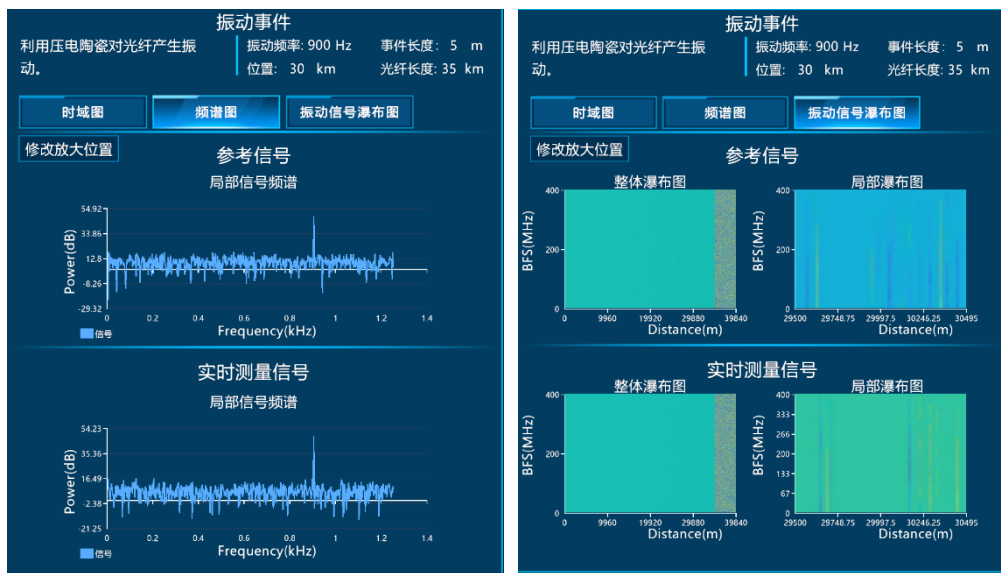 振动事件
利用压电陶瓷对光纤产生振动。
振动频率: 900 Hz 事件长度: 5 m
位置: 30 km 光纤长度: 35 km
时域图 频谱图 振动信号瀑布图
修改放大位置
参考信号
局部信号频谱
Power(dB)
54.92
33.86
12.8
-8.26
-29.32
0 0.2 0.4 0.6 0.8 1 1.2 1.4
Frequency(kHz)
信号
实时测量信号
局部信号频谱
Power(dB)
54.23
35.36
16.49
-2.38
-21.25
0 0.2 0.4 0.6 0.8 1 1.2 1.4
Frequency(kHz)
信号
振动事件
利用压电陶瓷对光纤产生振动。
振动频率: 900 Hz 事件长度: 5 m
位置: 30 km 光纤长度: 35 km
时域图 频谱图 振动信号瀑布图
修改放大位置
参考信号
整体瀑布图
BFS(MHz)
400
200
0
0 9960 19920 29880 39840
Distance(m)
局部瀑布图
BFS(MHz)
400
200
0
29500 29748.75 29997.5 30246.25 30495
Distance(m)
实时测量信号
整体瀑布图
BFS(MHz)
400
200
0
0 9960 19920 29880 39840
Distance(m)
局部瀑布图
BFS(MHz)
400
333
266
200
133
67
0
29500 29748.75 29997.5 30246.25 30495
Distance(m)